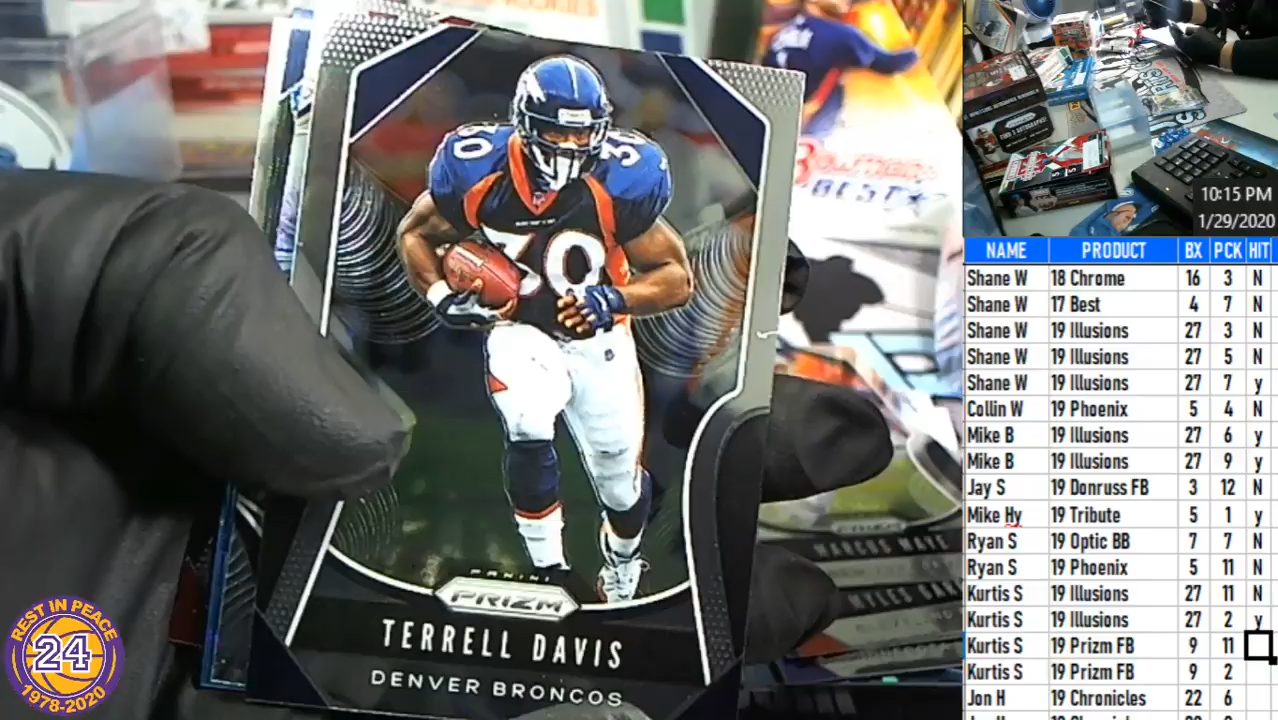 30
30
30
PANINI
PRIZM
TERRELL DAVIS
DENVER BRONCOS
BEST
MARCUS MAYE
PRIZM
REST IN PEACE
24
1978-2020
10:15 PM
1/29/2020
NAME PRODUCT BX PCK HIT
Shane W 18 Chrome 16 3 N
Shane W 17 Best 4 7 N
Shane W 19 Illusions 27 3 N
Shane W 19 Illusions 27 5 N
Shane W 19 Illusions 27 7 y
Collin W 19 Phoenix 5 4 N
Mike B 19 Illusions 27 6 y
Mike B 19 Illusions 27 9 y
Jay S 19 Donruss FB 3 12 N
Mike Hy 19 Tribute 5 1 y
Ryan S 19 Optic BB 7 7 N
Ryan S 19 Phoenix 5 11 N
Kurtis S 19 Illusions 27 11 N
Kurtis S 19 Illusions 27 2 y
Kurtis S 19 Prizm FB 9 11
Kurtis S 19 Prizm FB 9 2
Jon H 19 Chronicles 22 6